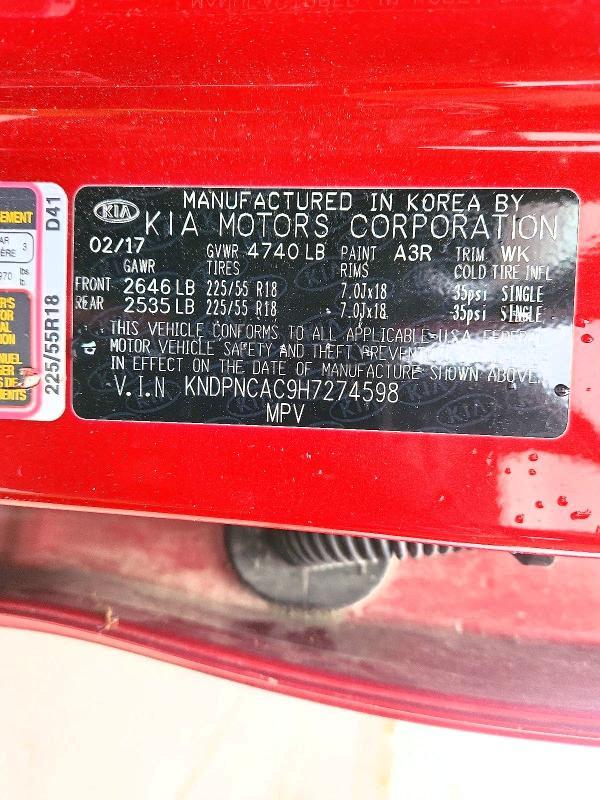 MANUFACTURED IN KOREA BY
KIA KIA MOTORS CORPORATION
02/17 GVWR 4740 LB PAINT A3R TRIM WK
GAWR TIRES RIMS COLD TIRE INFL
FRONT 2646 LB 225/55 R18 7.0Jx18 35psi SINGLE
REAR 2535 LB 225/55 R18 7.0Jx18 35psi SINGLE
THIS VEHICLE CONFORMS TO ALL APPLICABLE U.S.A. FEDERAL
MOTOR VEHICLE SAFETY AND THEFT PREVENTION
IN EFFECT ON THE DATE OF MANUFACTURE SHOWN ABOVE.
V.I.N KNDPNCAC9H7274598
MPV
D41
225/55R18
3
lbs